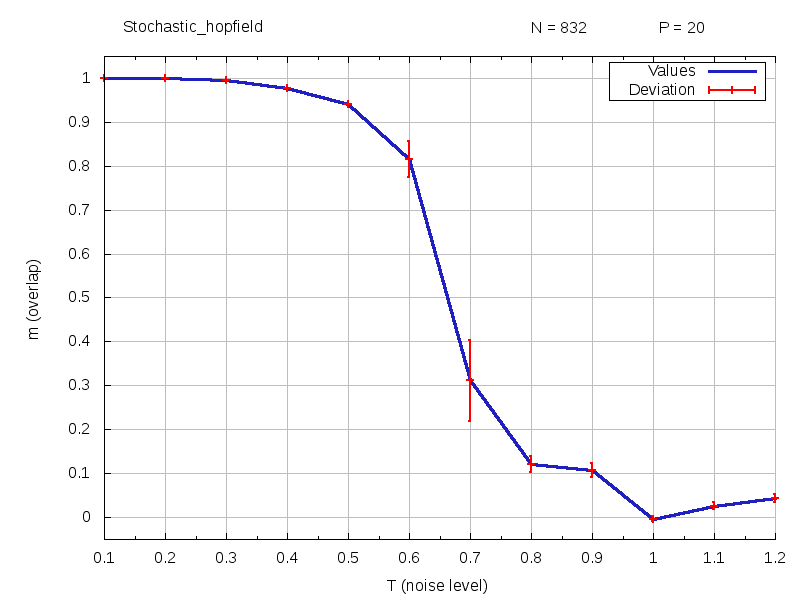 Stochastic_hopfield N = 832 P = 20
Values
Deviation
1
0.9
0.8
0.7
0.6
0.5
0.4
0.3
0.2
0.1
0
m (overlap)
0.1 0.2 0.3 0.4 0.5 0.6 0.7 0.8 0.9 1 1.1 1.2
T (noise level)